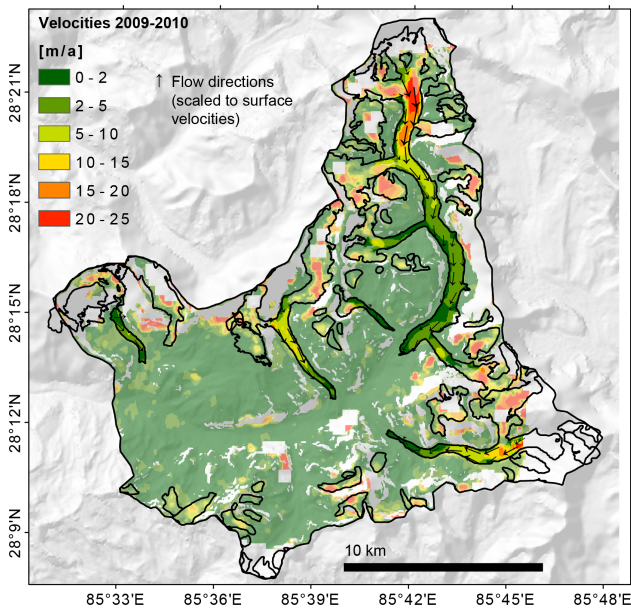 Velocities 2009-2010
[m/a]
0 - 2
2 - 5
5 - 10
10 - 15
15 - 20
20 - 25
↑ Flow directions
(scaled to surface
velocities)
28°21'N
28°18'N
28°15'N
28°12'N
28°9'N
10 km
85°33'E
85°36'E
85°39'E
85°42'E
85°45'E
85°48'E